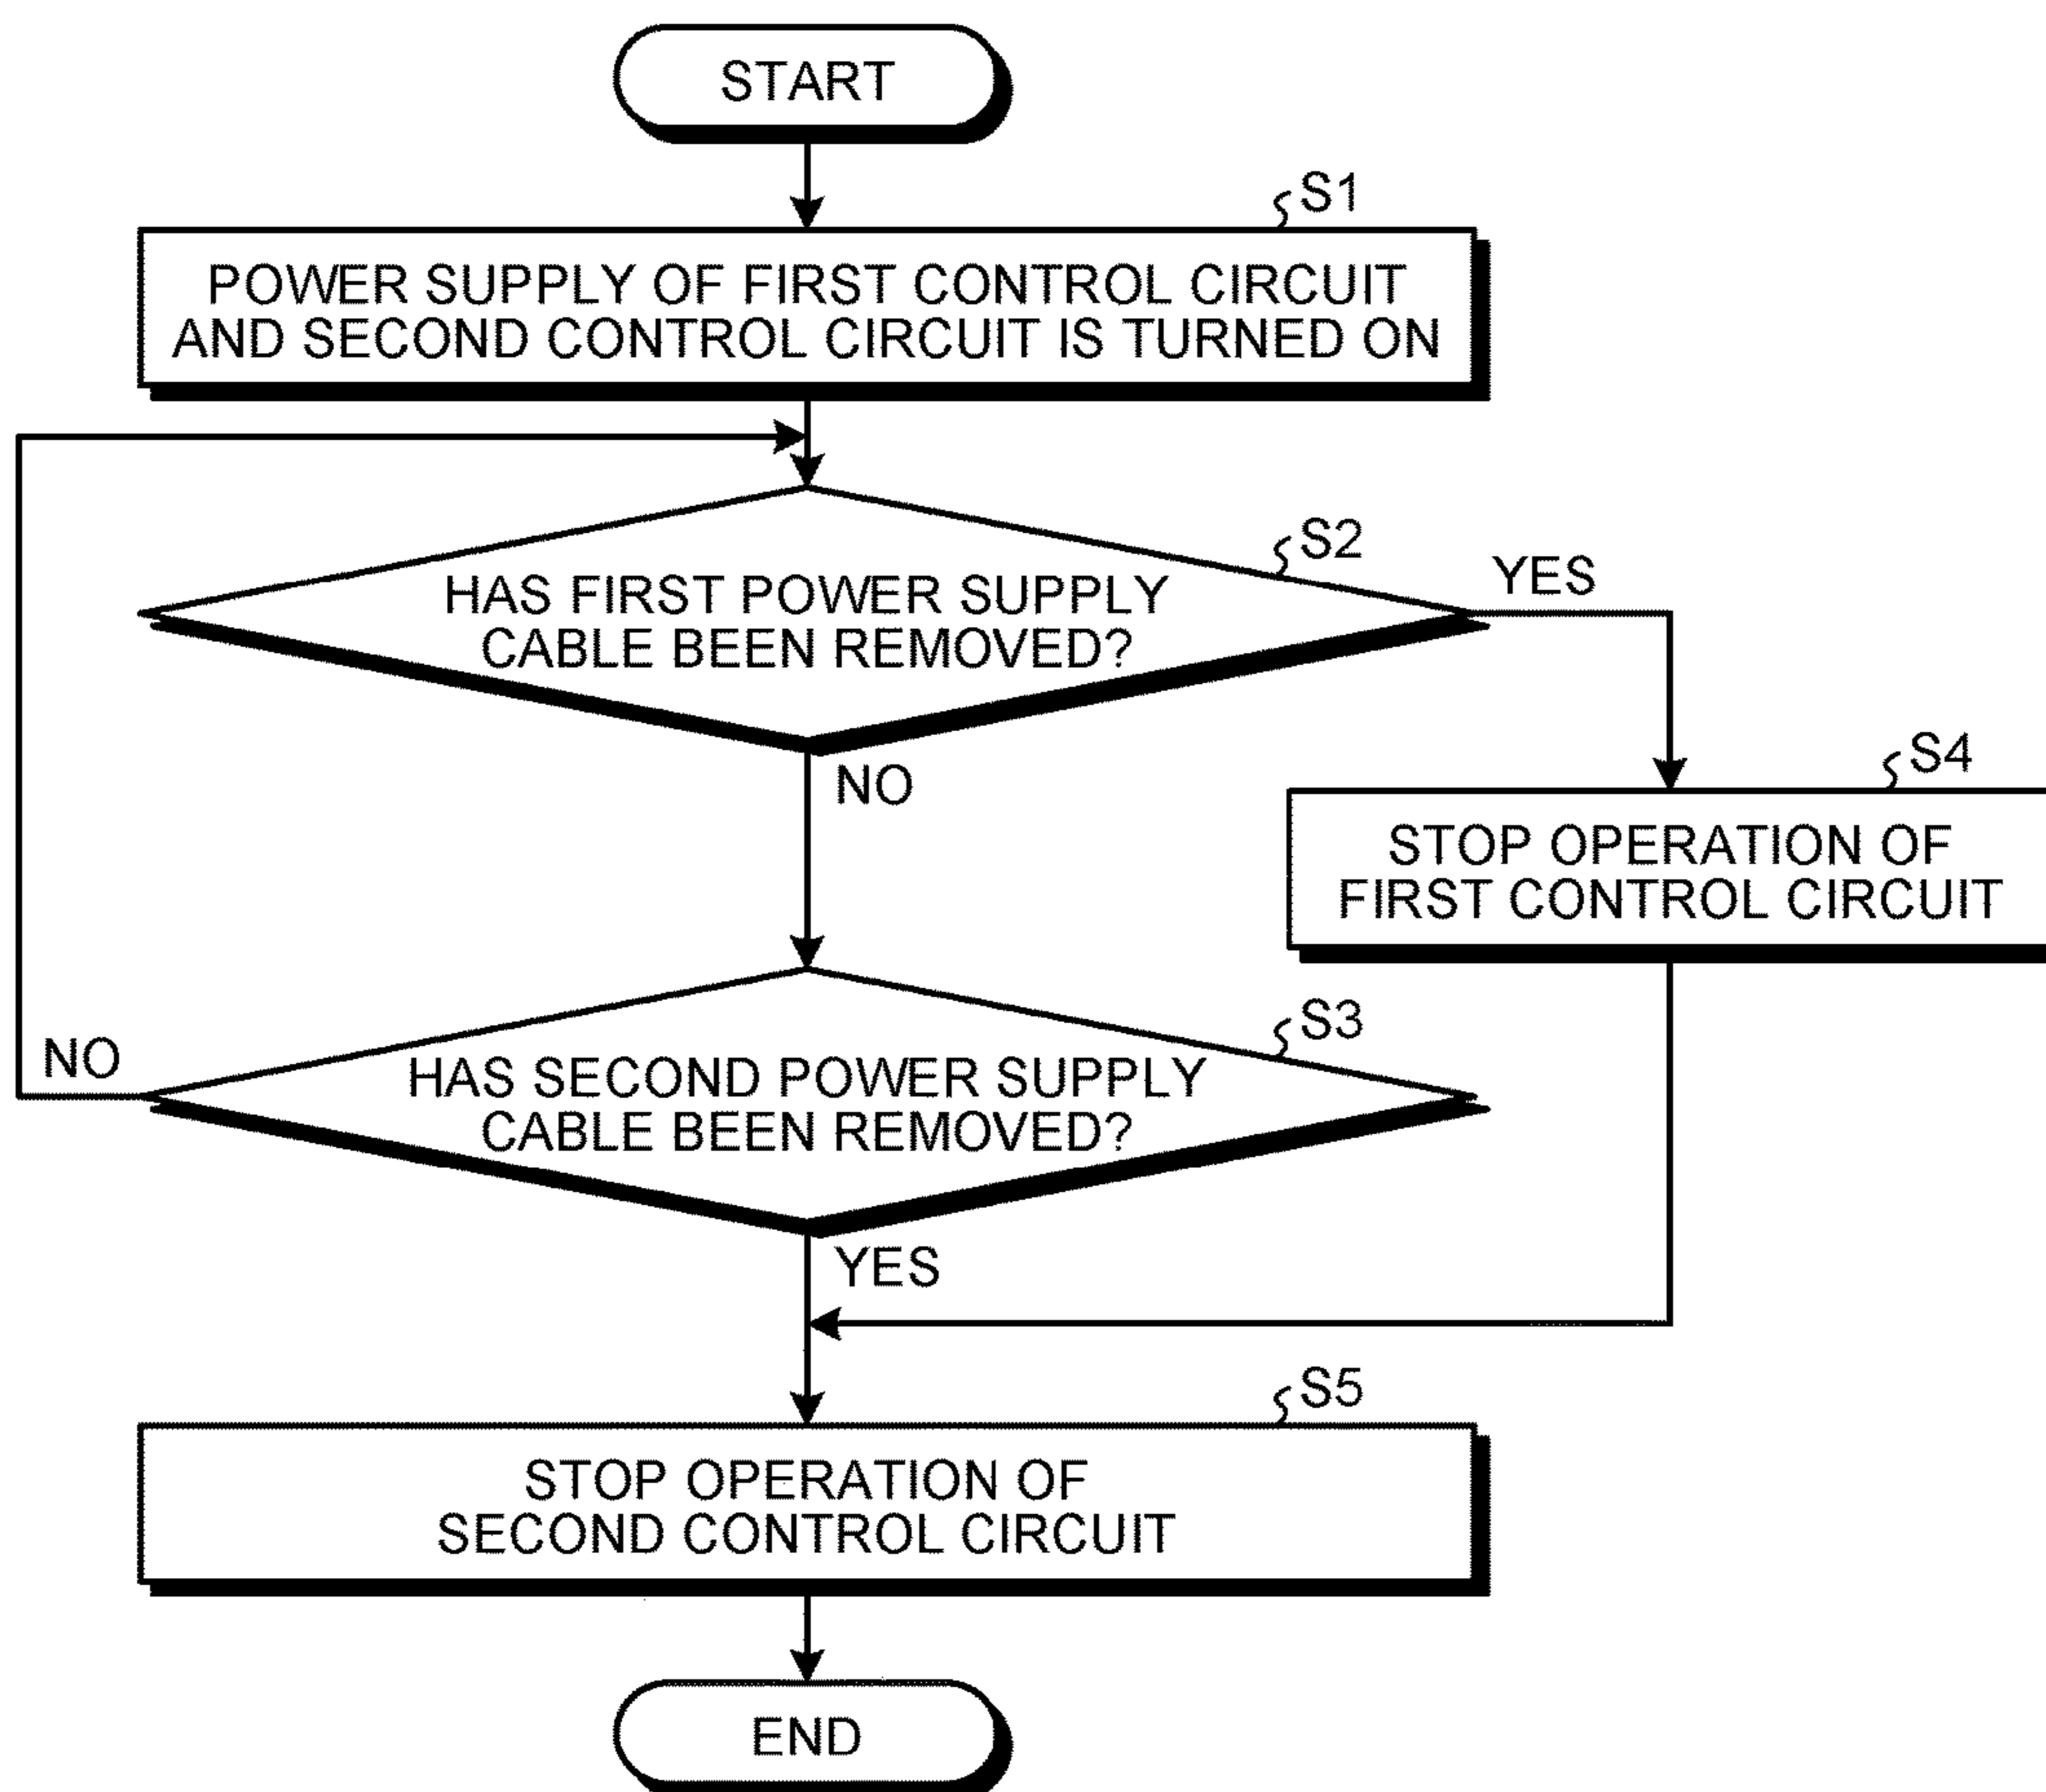 START
S1
POWER SUPPLY OF FIRST CONTROL CIRCUIT
AND SECOND CONTROL CIRCUIT IS TURNED ON
S2
HAS FIRST POWER SUPPLY
CABLE BEEN REMOVED?
YES
NO
S4
STOP OPERATION OF
FIRST CONTROL CIRCUIT
S3
HAS SECOND POWER SUPPLY
CABLE BEEN REMOVED?
NO
YES
S5
STOP OPERATION OF
SECOND CONTROL CIRCUIT
END